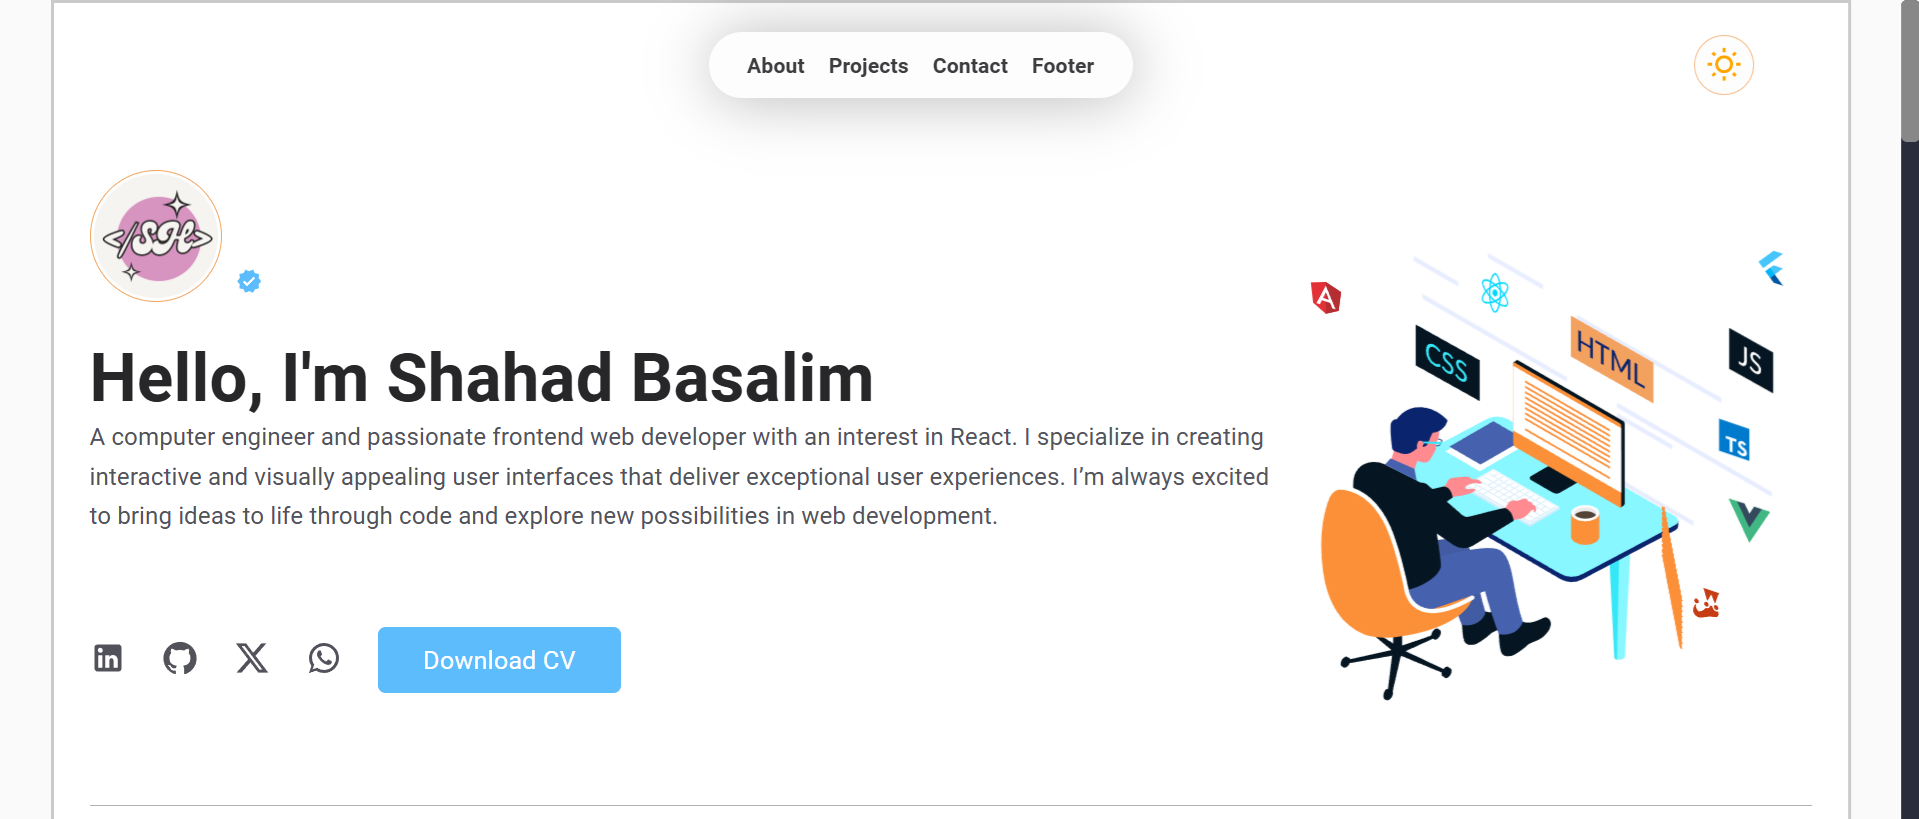 About Projects Contact Footer
</SH>
Hello, I'm Shahad Basalim
A computer engineer and passionate frontend web developer with an interest in React. I specialize in creating
interactive and visually appealing user interfaces that deliver exceptional user experiences. I’m always excited
to bring ideas to life through code and explore new possibilities in web development.
in
Download CV
A
CSS
HTML
JS
TS